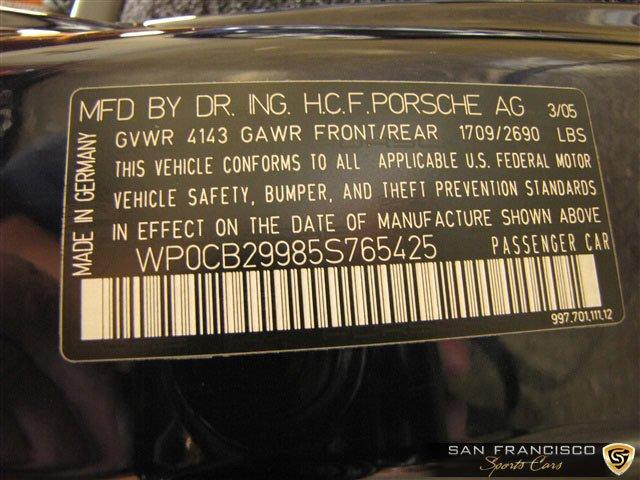 MFD BY DR. ING. H.C.F. PORSCHE AG 3/05
GVWR 4143 GAWR FRONT/REAR 1709/2690 LBS
THIS VEHICLE CONFORMS TO ALL APPLICABLE U.S. FEDERAL MOTOR
VEHICLE SAFETY, BUMPER, AND THEFT PREVENTION STANDARDS
IN EFFECT ON THE DATE OF MANUFACTURE SHOWN ABOVE
WP0CB29985S765425 PASSENGER CAR
MADE IN GERMANY
997.701.111.12
SAN FRANCISCO
Sports Cars